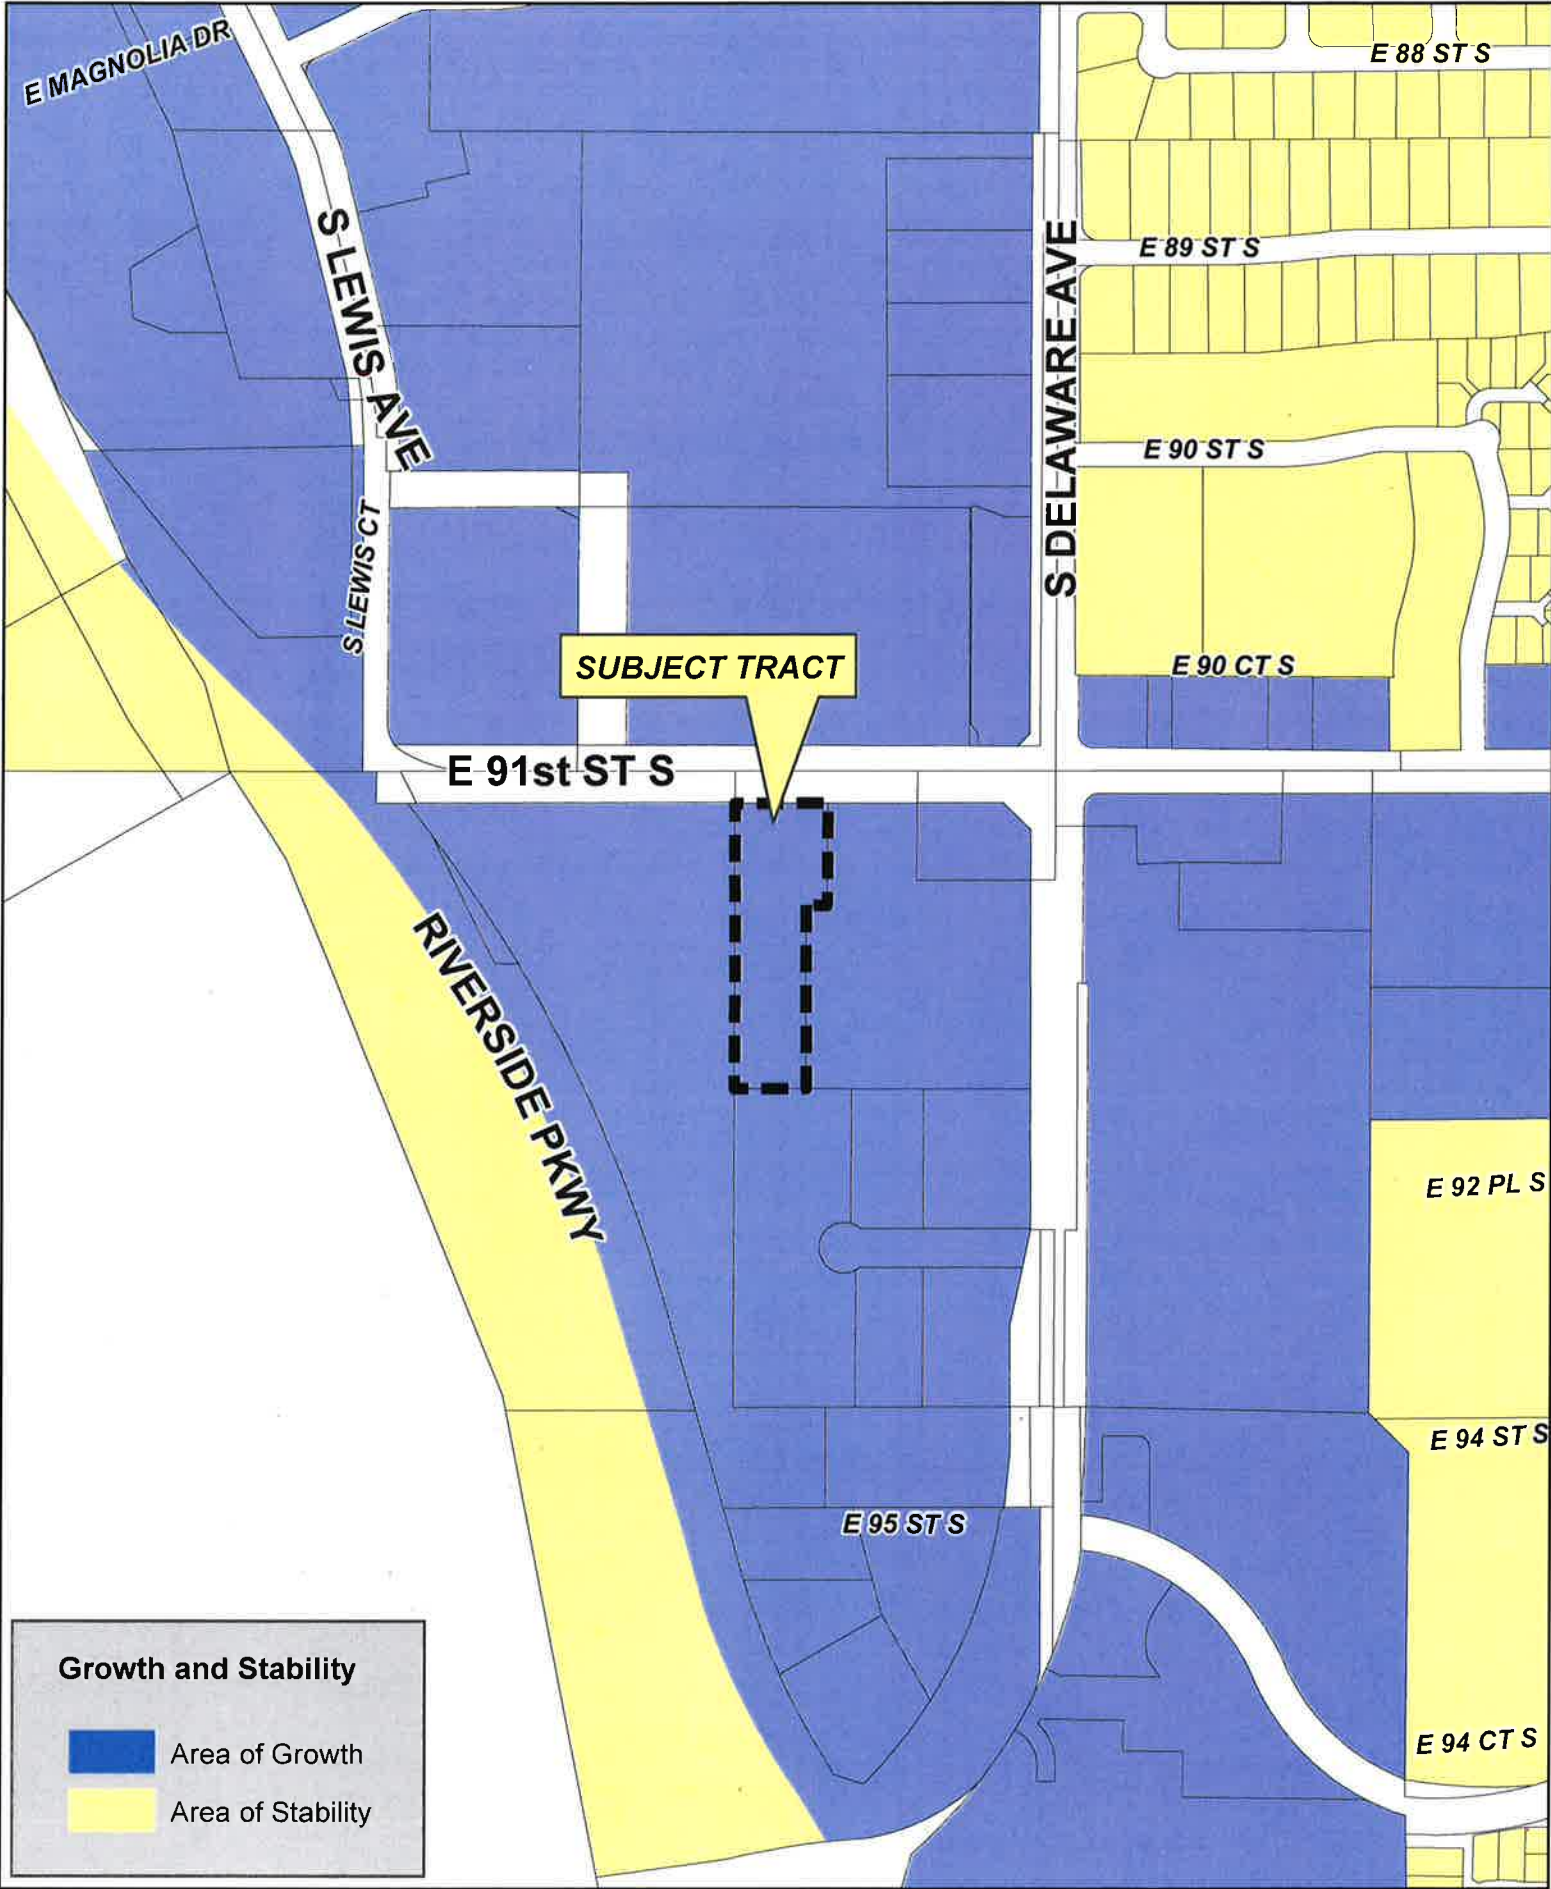 E MAGNOLIA DR
E 88 ST S
S LEWIS AVE
S DELAWARE AVE
E 89 ST S
E 90 ST S
S LEWIS CT
SUBJECT TRACT
E 90 CT S
E 91st ST S
RIVERSIDE PKWY
E 92 PL S
E 94 ST S
E 95 ST S
Growth and Stability
Area of Growth
Area of Stability
E 94 CT S